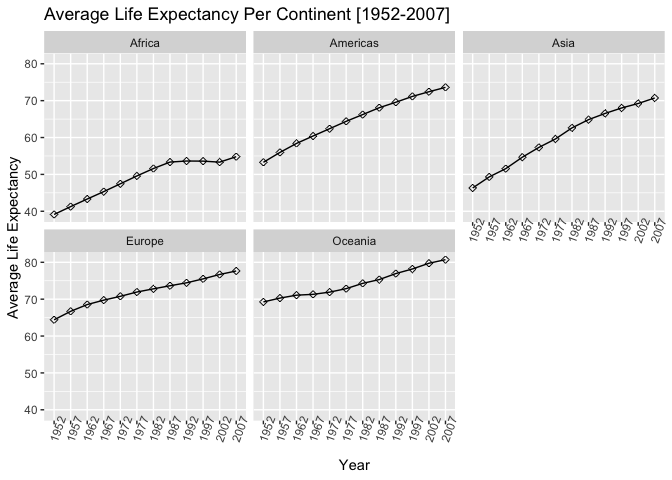 Average Life Expectancy Per Continent [1952-2007]
Africa
Americas
Asia
80
70
60
50
40
1952 1957 1962 1967 1972 1977 1982 1987 1992 1997 2002 2007
Europe
Oceania
80
70
60
50
40
1952 1957 1962 1967 1972 1977 1982 1987 1992 1997 2002 2007
1952 1957 1962 1967 1972 1977 1982 1987 1992 1997 2002 2007
Average Life Expectancy
Year